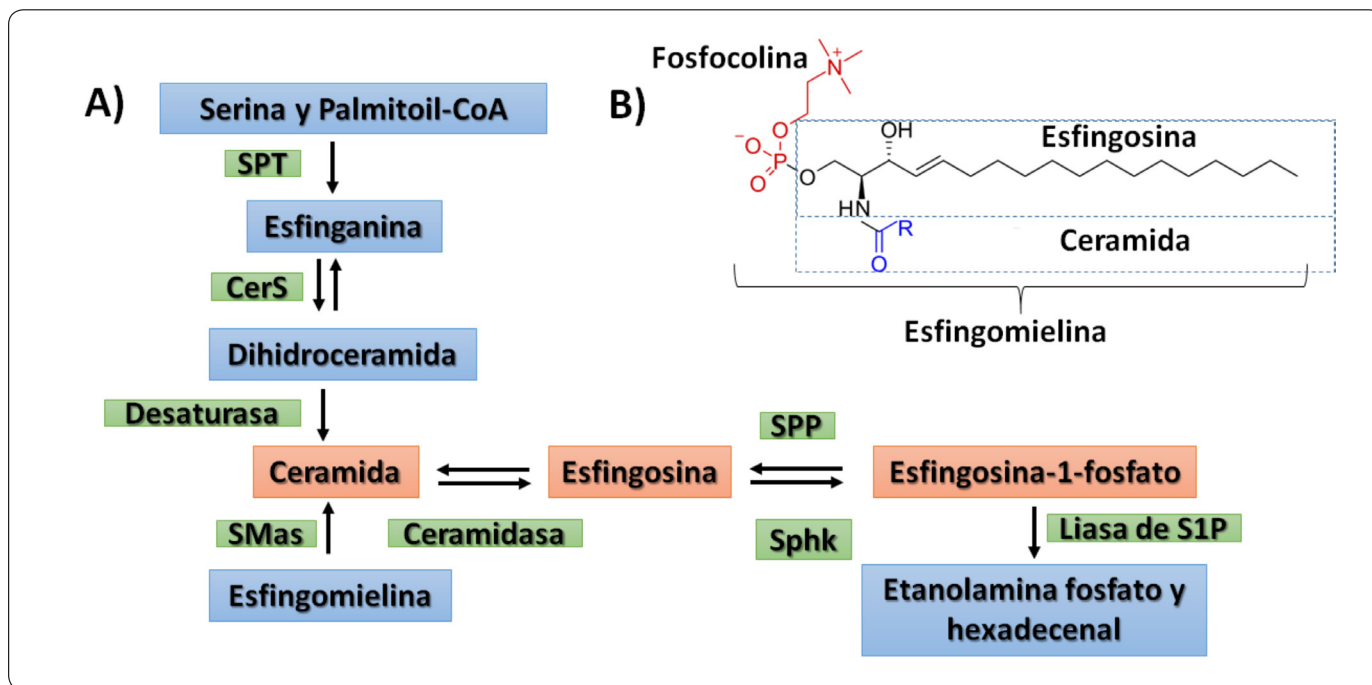 A)
Serina y Palmitoil-CoA
SPT
Esfinganina
CerS
Dihidroceramida
Desaturasa
Ceramida
Esfingosina
SPP
Esfingosina-1-fosfato
SMas
Ceramidasa
Sphk
Liasa de S1P
Esfingomielina
Etanolamina fosfato y
hexadecenal
B)
Fosfocolina
N+
O
−O
P
O
O
OH
Esfingosina
HN
R
O
Ceramida
Esfingomielina